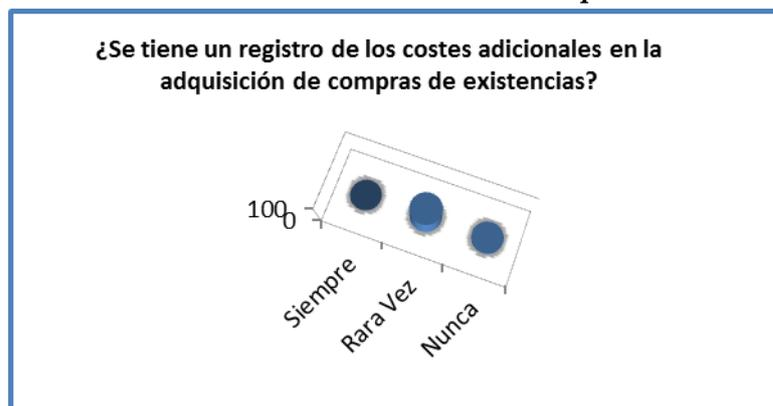 ¿Se tiene un registro de los costes adicionales en la
adquisición de compras de existencias?
100
0
Siempre
Rara Vez
Nunca